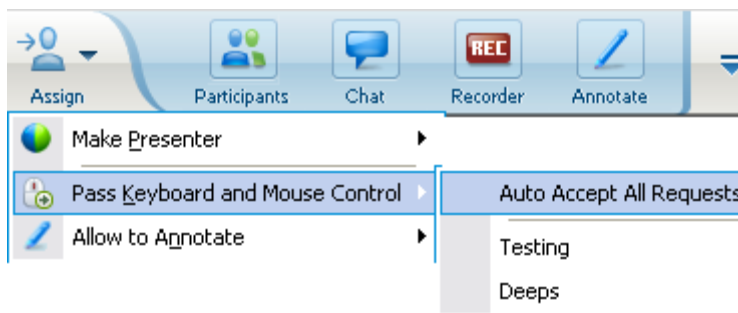 REC
Assign Participants Chat Recorder Annotate
Make Presenter
Pass Keyboard and Mouse Control
Auto Accept All Requests
Allow to Annotate
Testing
Deeps